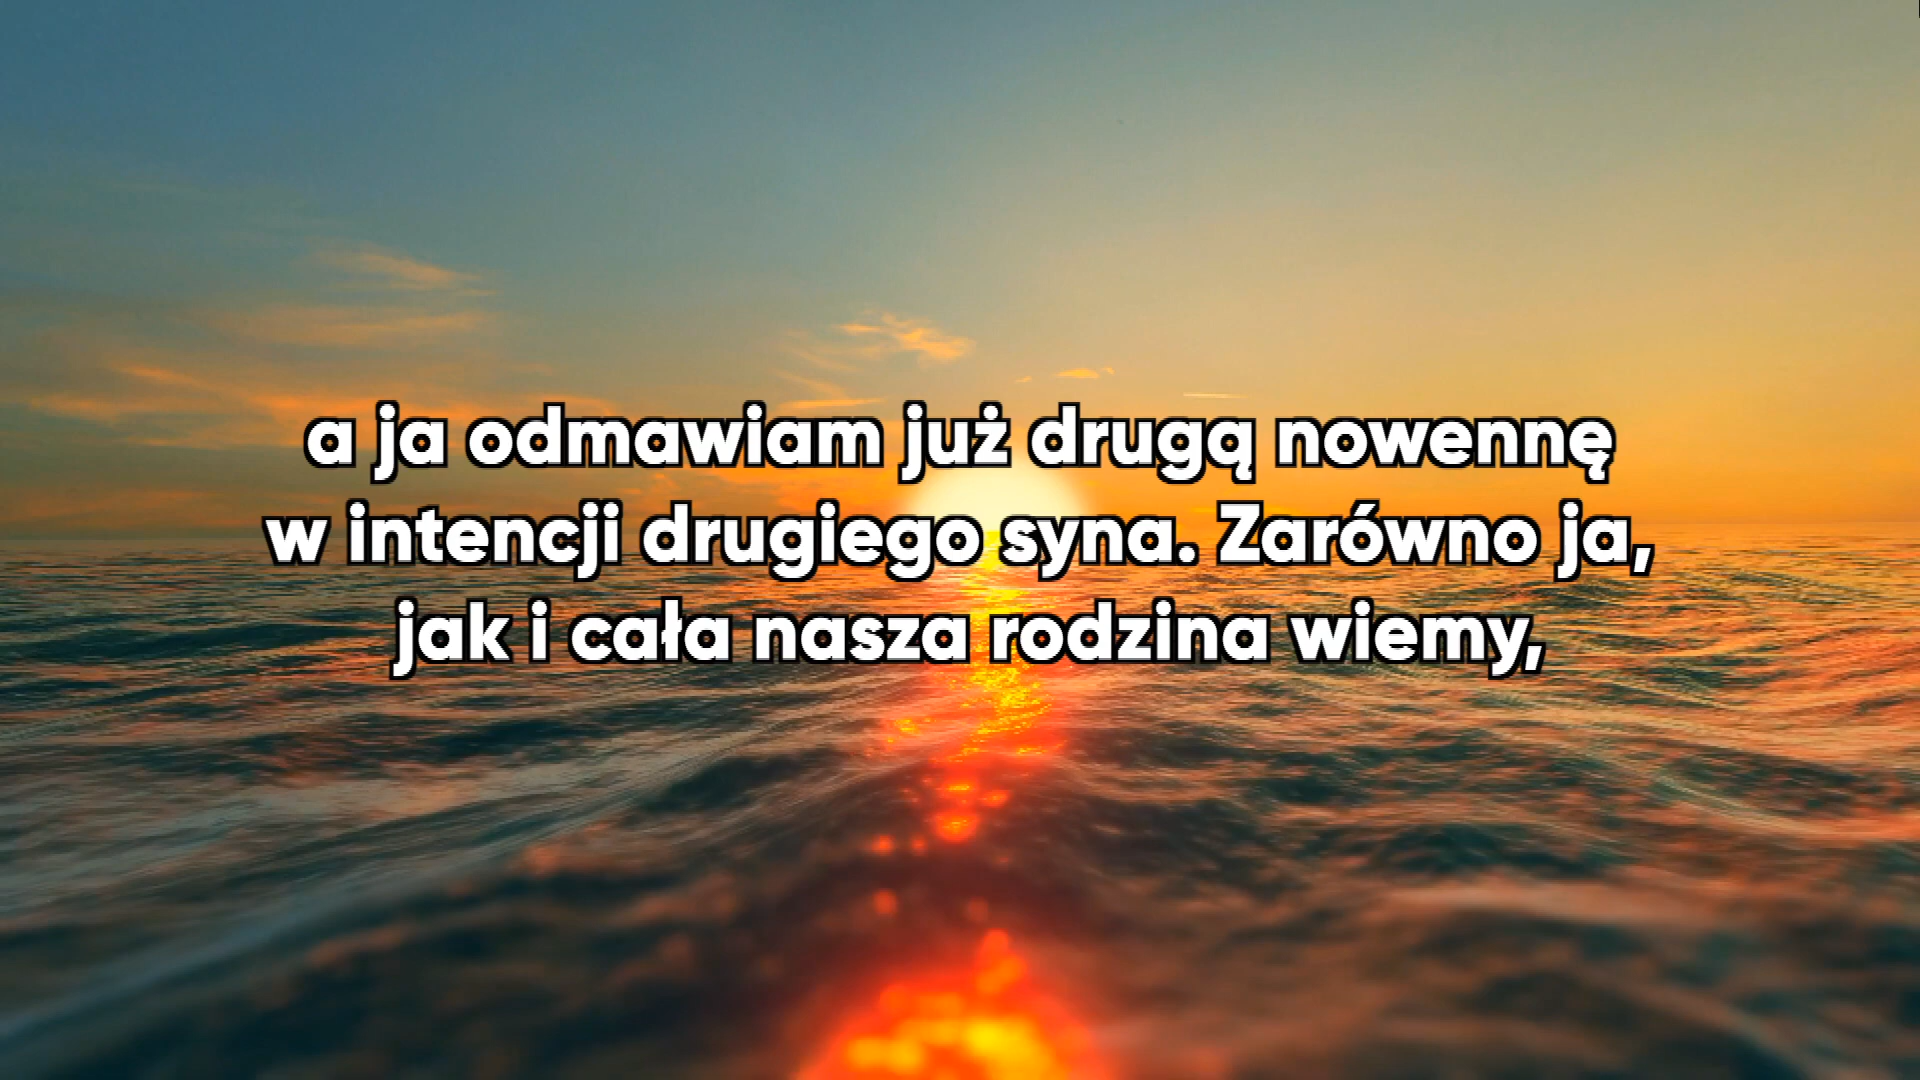 a ja odmawiam już drugą nowennę
w intencji drugiego syna. Zarówno ja,
jak i cała nasza rodzina wiemy,